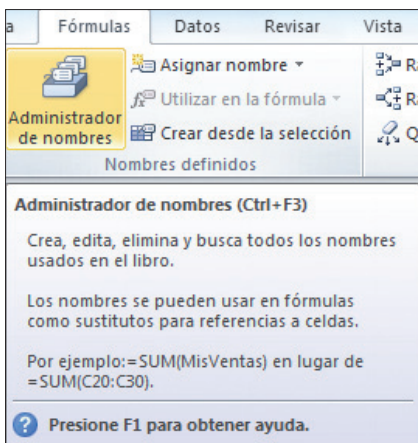 a Fórmulas Datos Revisar Vista
Administrador de nombres
Asignar nombre
Utilizar en la fórmula
Crear desde la selección
Nombres definidos
Ra
Ra
Q
Administrador de nombres (Ctrl+F3)
Crea, edita, elimina y busca todos los nombres
usados en el libro.
Los nombres se pueden usar en fórmulas
como sustitutos para referencias a celdas.
Por ejemplo:=SUM(MisVentas) en lugar de
=SUM(C20:C30).
Presione F1 para obtener ayuda.